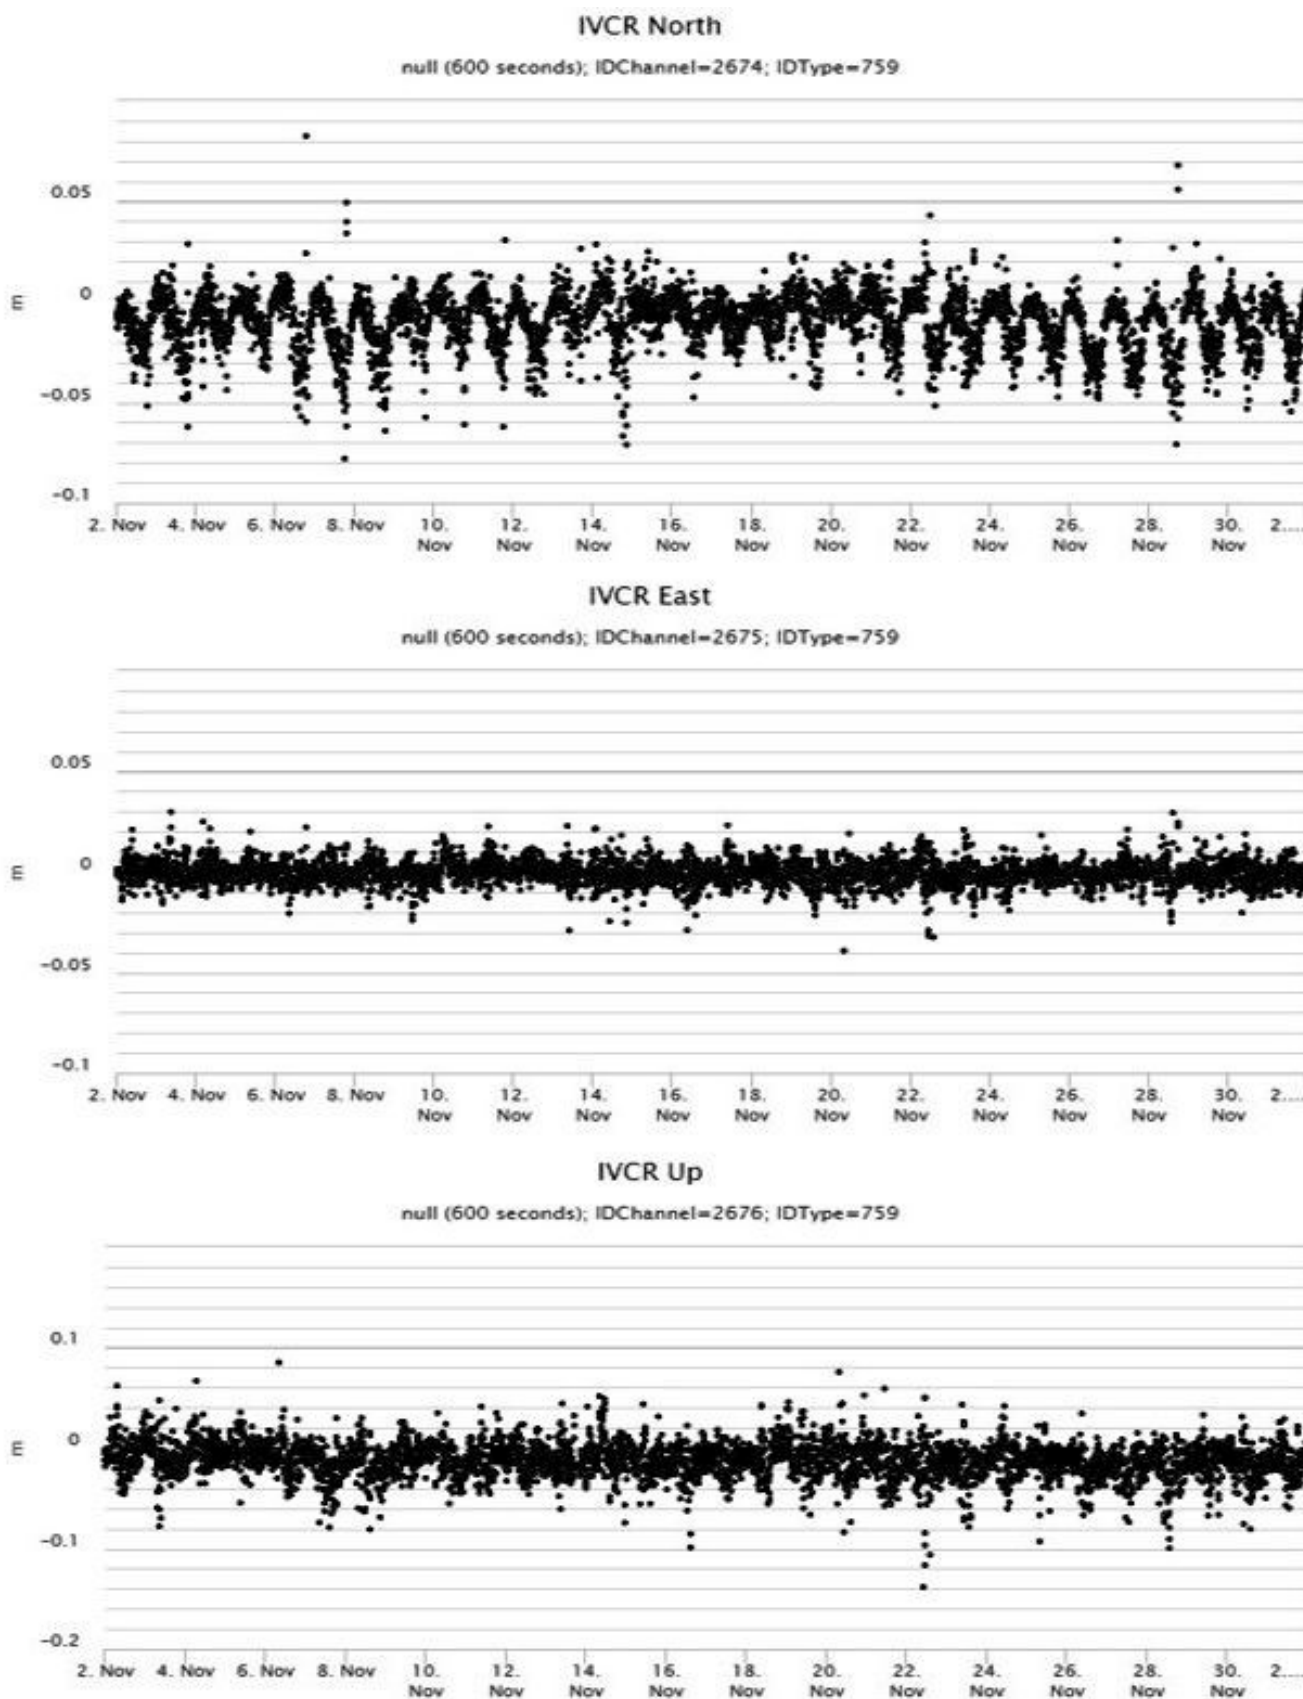 IVCR North
null (600 seconds); IDChannel=2674; IDType=759
0.05
0
m
-0.05
-0.1
2. Nov 4. Nov 6. Nov 8. Nov 10. Nov 12. Nov 14. Nov 16. Nov 18. Nov 20. Nov 22. Nov 24. Nov 26. Nov 28. Nov 30. Nov 2....
IVCR East
null (600 seconds); IDChannel=2675; IDType=759
0.05
0
m
-0.05
-0.1
2. Nov 4. Nov 6. Nov 8. Nov 10. Nov 12. Nov 14. Nov 16. Nov 18. Nov 20. Nov 22. Nov 24. Nov 26. Nov 28. Nov 30. Nov 2....
IVCR Up
null (600 seconds); IDChannel=2676; IDType=759
0.1
0
m
-0.1
-0.2
2. Nov 4. Nov 6. Nov 8. Nov 10. Nov 12. Nov 14. Nov 16. Nov 18. Nov 20. Nov 22. Nov 24. Nov 26. Nov 28. Nov 30. Nov 2....